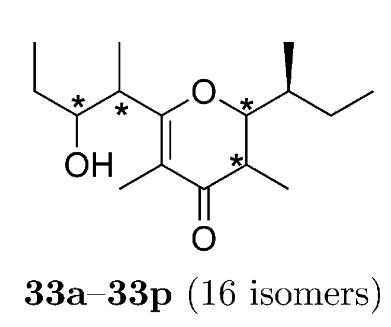 O
*
*
*
OH
*
O
33a–33p (16 isomers)